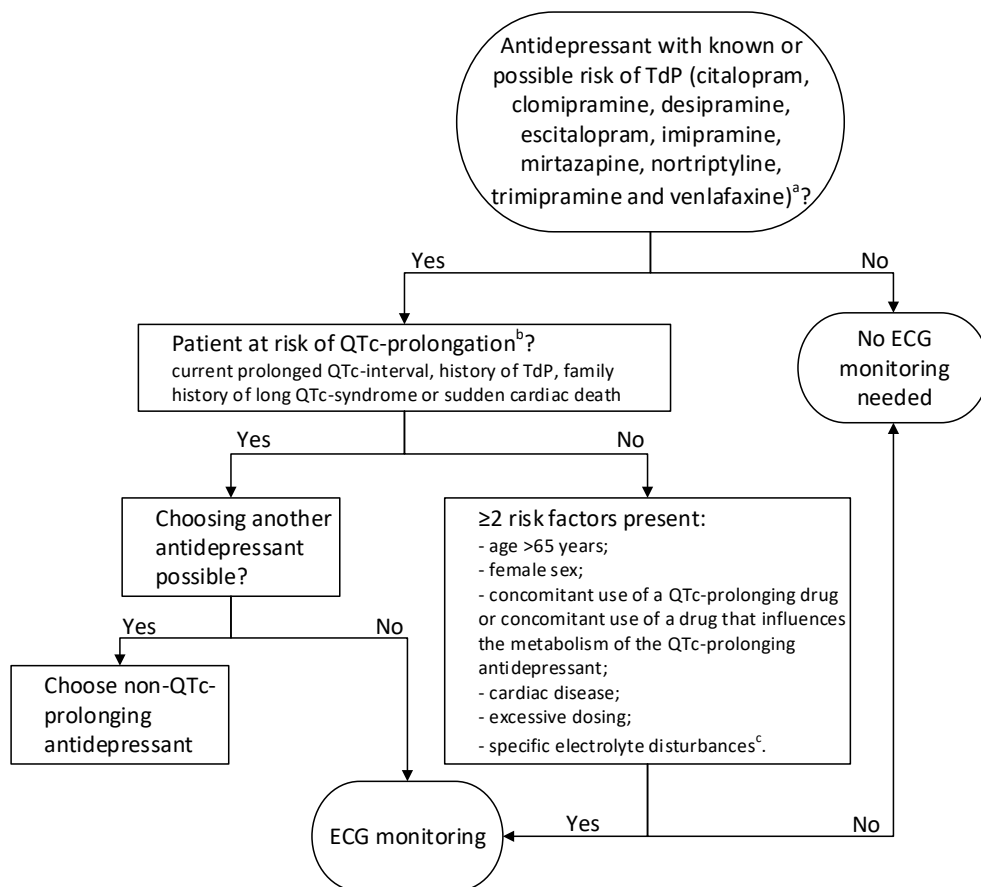 Antidepressant with known or
possible risk of TdP (citalopram,
clomipramine, desipramine,
escitalopram, imipramine,
mirtazapine, nortriptyline,
trimipramine and venlafaxine)ᵃ?
Yes
No
Patient at risk of QTc-prolongationᵇ?
current prolonged QTc-interval, history of TdP, family
history of long QTc-syndrome or sudden cardiac death
No ECG
monitoring
needed
Yes
No
Choosing another
antidepressant
possible?
≥2 risk factors present:
- age >65 years;
- female sex;
- concomitant use of a QTc-prolonging drug
or concomitant use of a drug that influences
the metabolism of the QTc-prolonging
antidepressant;
- cardiac disease;
- excessive dosing;
- specific electrolyte disturbancesᶜ.
Yes
No
Choose non-QTc-
prolonging
antidepressant
ECG monitoring
Yes
No